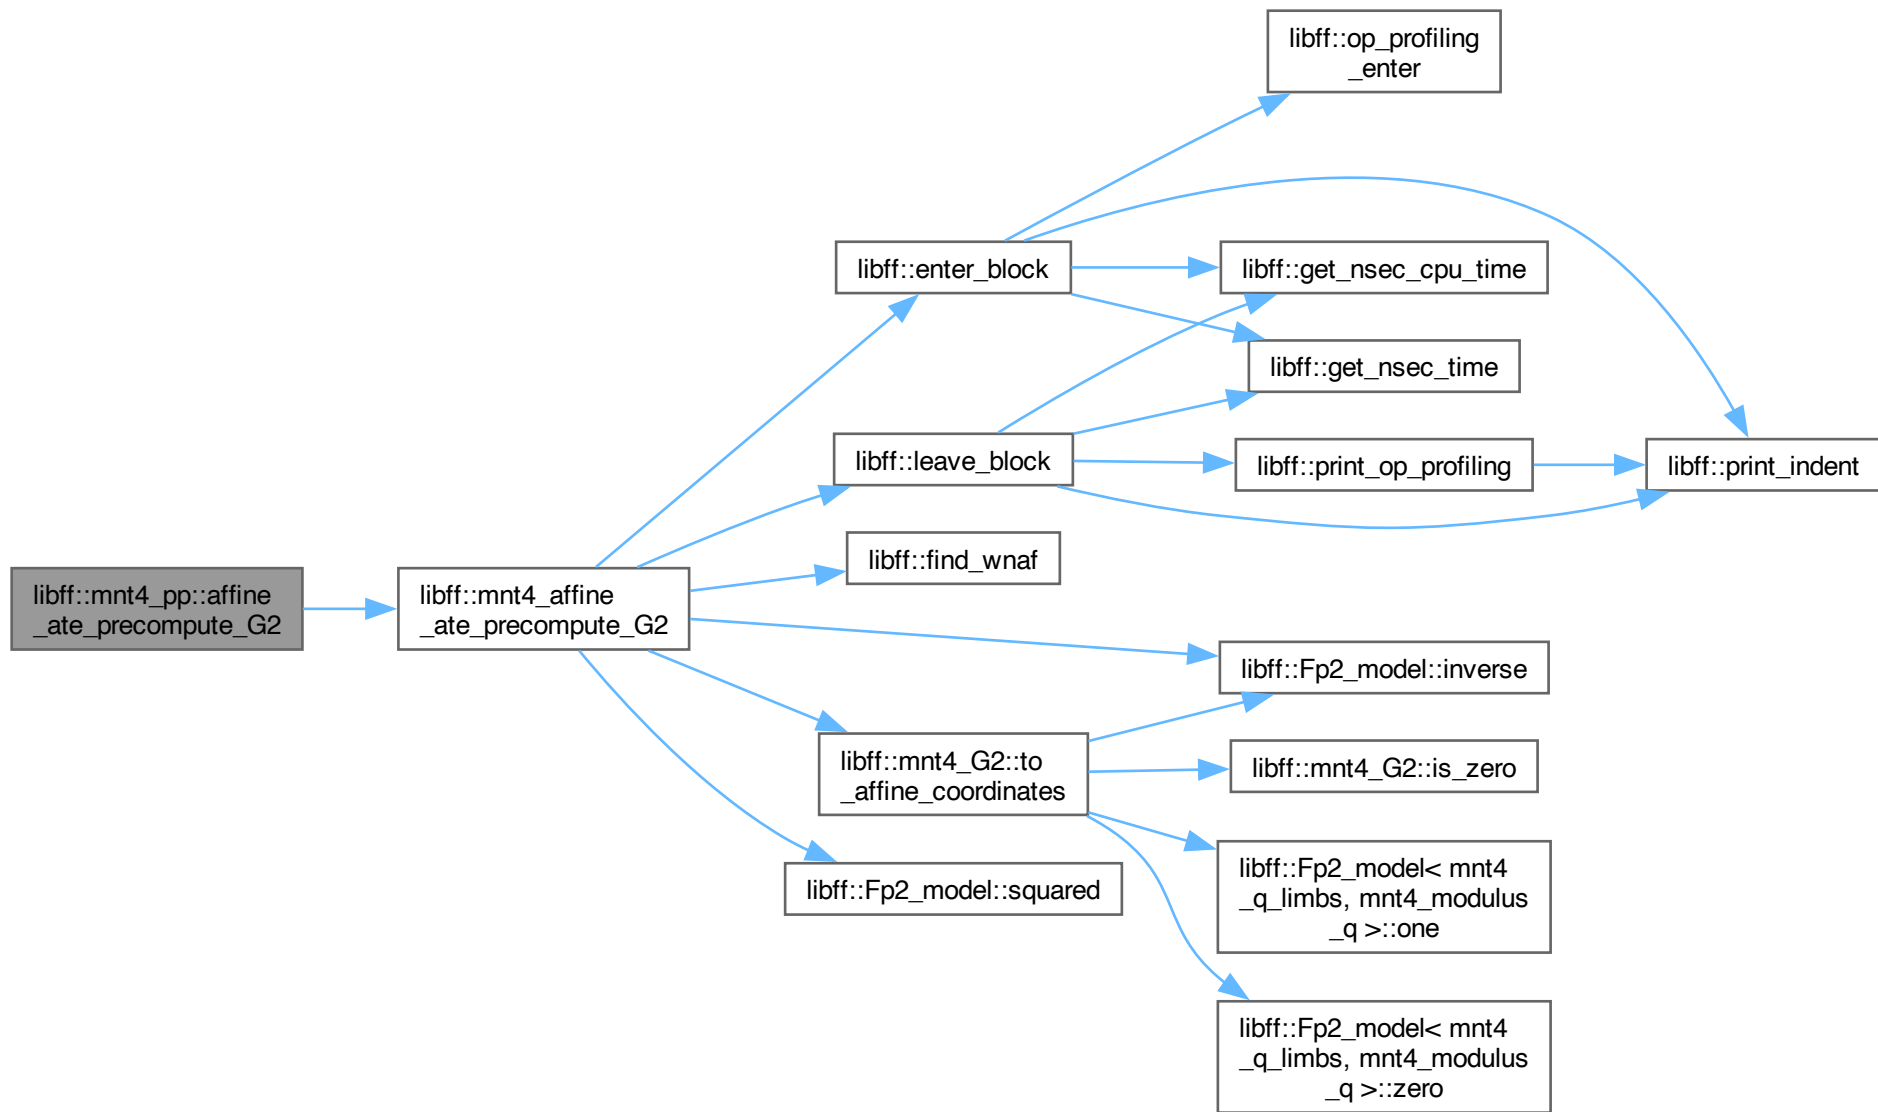 libff::op_profiling
_enter
libff::enter_block
libff::get_nsec_cpu_time
libff::get_nsec_time
libff::leave_block
libff::print_op_profiling
libff::print_indent
libff::find_wnaf
libff::mnt4_pp::affine
_ate_precompute_G2
libff::mnt4_affine
_ate_precompute_G2
libff::Fp2_model::inverse
libff::mnt4_G2::to
_affine_coordinates
libff::mnt4_G2::is_zero
libff::Fp2_model::squared
libff::Fp2_model< mnt4
_q_limbs, mnt4_modulus
_q >::one
libff::Fp2_model< mnt4
_q_limbs, mnt4_modulus
_q >::zero